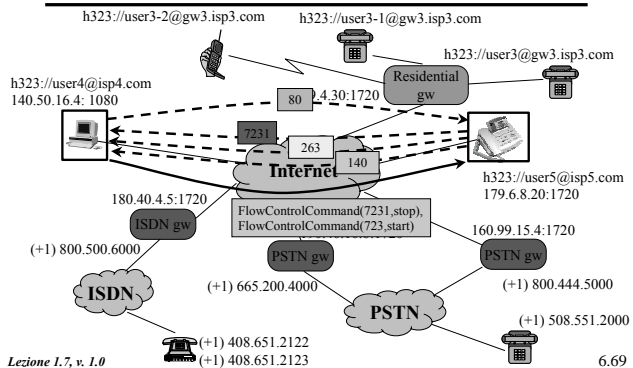 h323://user3-2@gw3.isp3.com
h323://user3-1@gw3.isp3.com
h323://user3@gw3.isp3.com
h323://user4@isp4.com
140.50.16.4: 1080
Residential
gw
80
.4.30:1720
7231
263
140
Internet
h323://user5@isp5.com
179.6.8.20:1720
180.40.4.5:1720
ISDN gw
FlowControlCommand(7231,stop),
FlowControlCommand(723,start)
160.99.15.4:1720
PSTN gw
PSTN gw
(+1) 800.500.6000
(+1) 665.200.4000
(+1) 800.444.5000
ISDN
PSTN
(+1) 508.551.2000
(+1) 408.651.2122
(+1) 408.651.2123
Lezione 1.7, v. 1.0
6.69